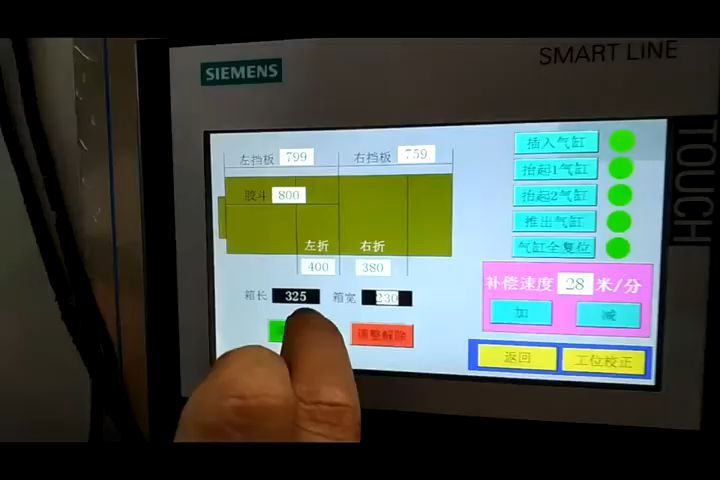 SIEMENS
SMART LINE
TOUCH
左挡板 799
右挡板 759
胶斗 800
左折
右折
400
380
箱长 325
箱宽 230
调整解除
插入气缸
抬起1气缸
抬起2气缸
推出气缸
气缸全复位
补偿速度 28 米/分
加
减
返回
工位校正